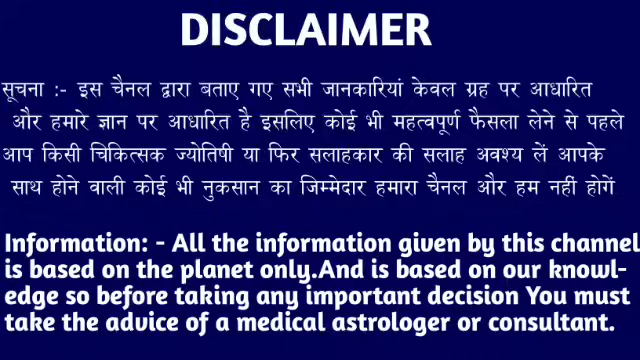 DISCLAIMER
सूचना :- इस चैनल द्वारा बताए गए सभी जानकारियां केवल ग्रह पर आधारित
और हमारे ज्ञान पर आधारित है इसलिए कोई भी महत्वपूर्ण फैसला लेने से पहले
आप किसी चिकित्सक ज्योतिषी या फिर सलाहकार की सलाह अवश्य लें आपके
साथ होने वाली कोई भी नुकसान का जिम्मेदार हमारा चैनल और हम नहीं होगें
Information: - All the information given by this channel
is based on the planet only.And is based on our knowl-
edge so before taking any important decision You must
take the advice of a medical astrologer or consultant.